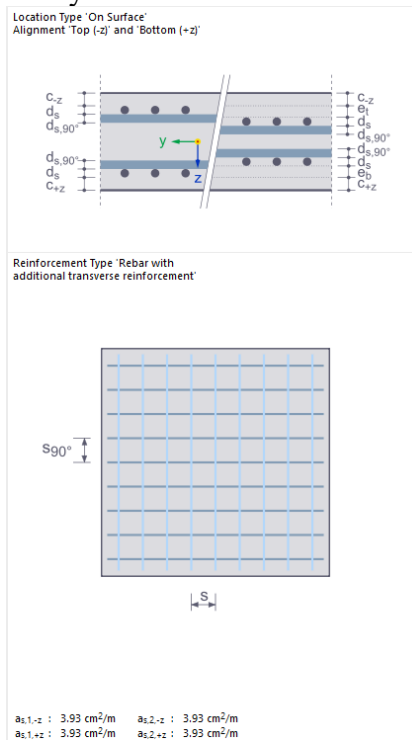 Location Type 'On Surface'
Alignment 'Top (-z)' and 'Bottom (+z)'
c-z
ds
ds,90°
ds,90°
ds
c+z
y
z
c-z
et
ds
ds,90°
ds,90°
ds
eb
c+z
Reinforcement Type 'Rebar with
additional transverse reinforcement'
s90°
s
as,1,-z : 3.93 cm²/m as,2,-z : 3.93 cm²/m
as,1,+z : 3.93 cm²/m as,2,+z : 3.93 cm²/m